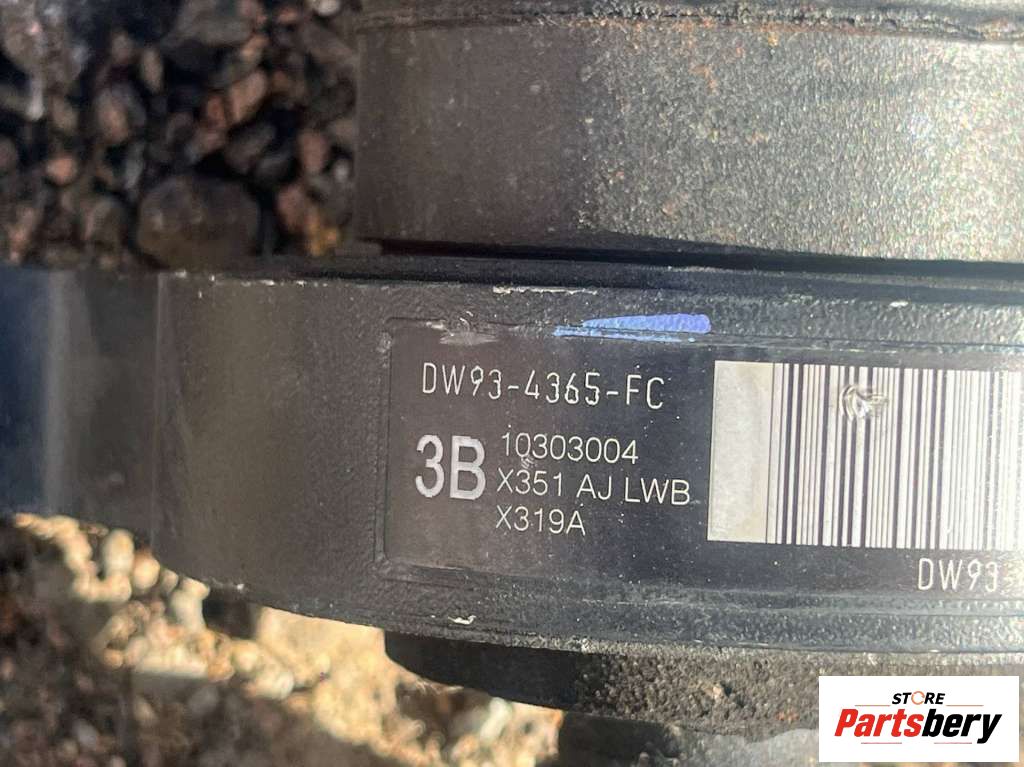 DW93-4365-FC
3B 10303004
X351 AJ LWB
X319A
DW93-
STORE
Partsbery